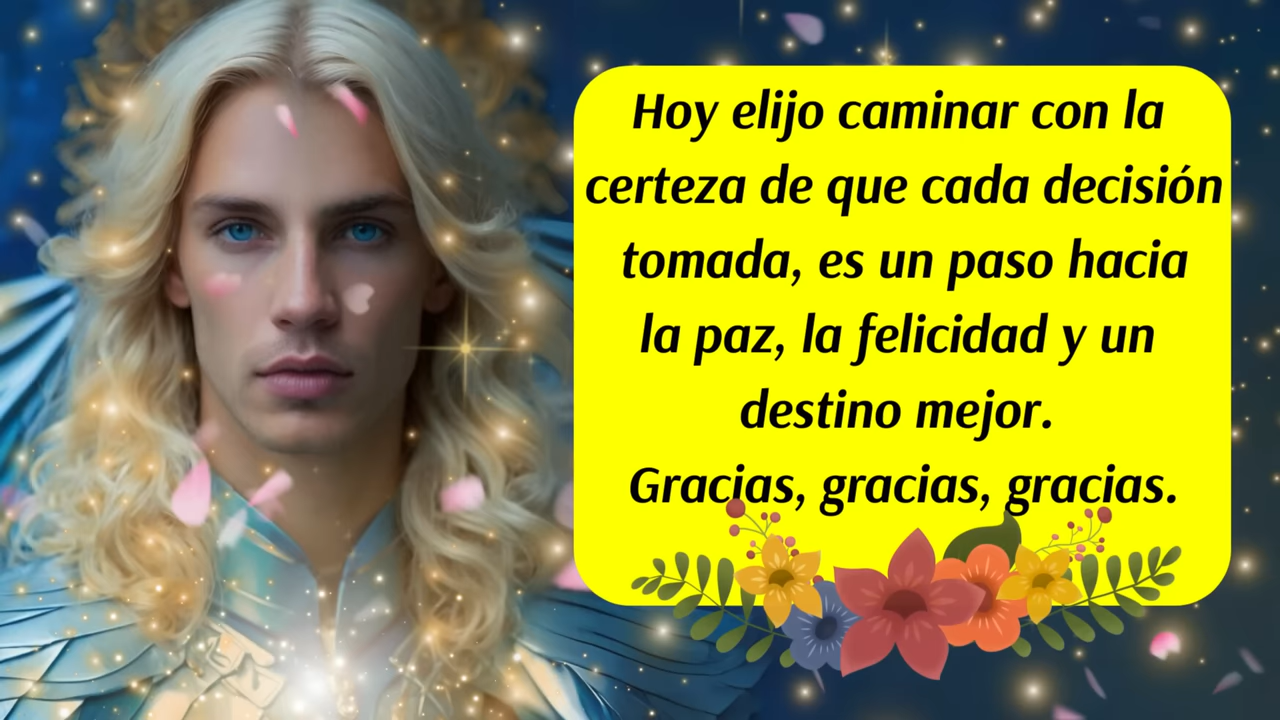 Hoy elijo caminar con la
certeza de que cada decisión
tomada, es un paso hacia
la paz, la felicidad y un
destino mejor.
Gracias, gracias, gracias.